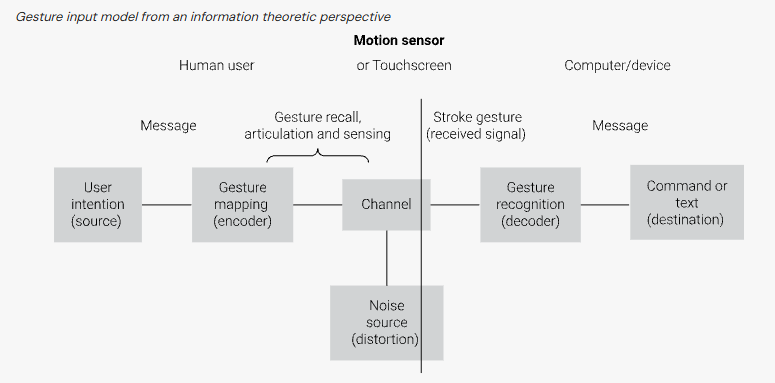 Gesture input model from an information theoretic perspective
Motion sensor
Human user
or Touchscreen
Computer/device
Message
Gesture recall,
articulation and sensing
Stroke gesture
(received signal)
Message
User
intention
(source)
Gesture
mapping
(encoder)
Channel
Gesture
recognition
(decoder)
Command or
text
(destination)
Noise
source
(distortion)